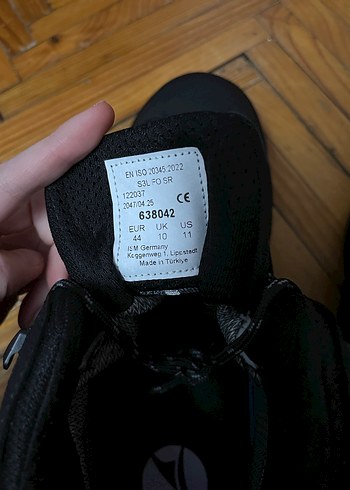 EN ISO 20345:2022
S3L FO SR
122037
2047/04.25 CE
638042
EUR UK US
44 10 11
ISM Germany
Koggenweg 1, Lippstadt
Made in Türkiye